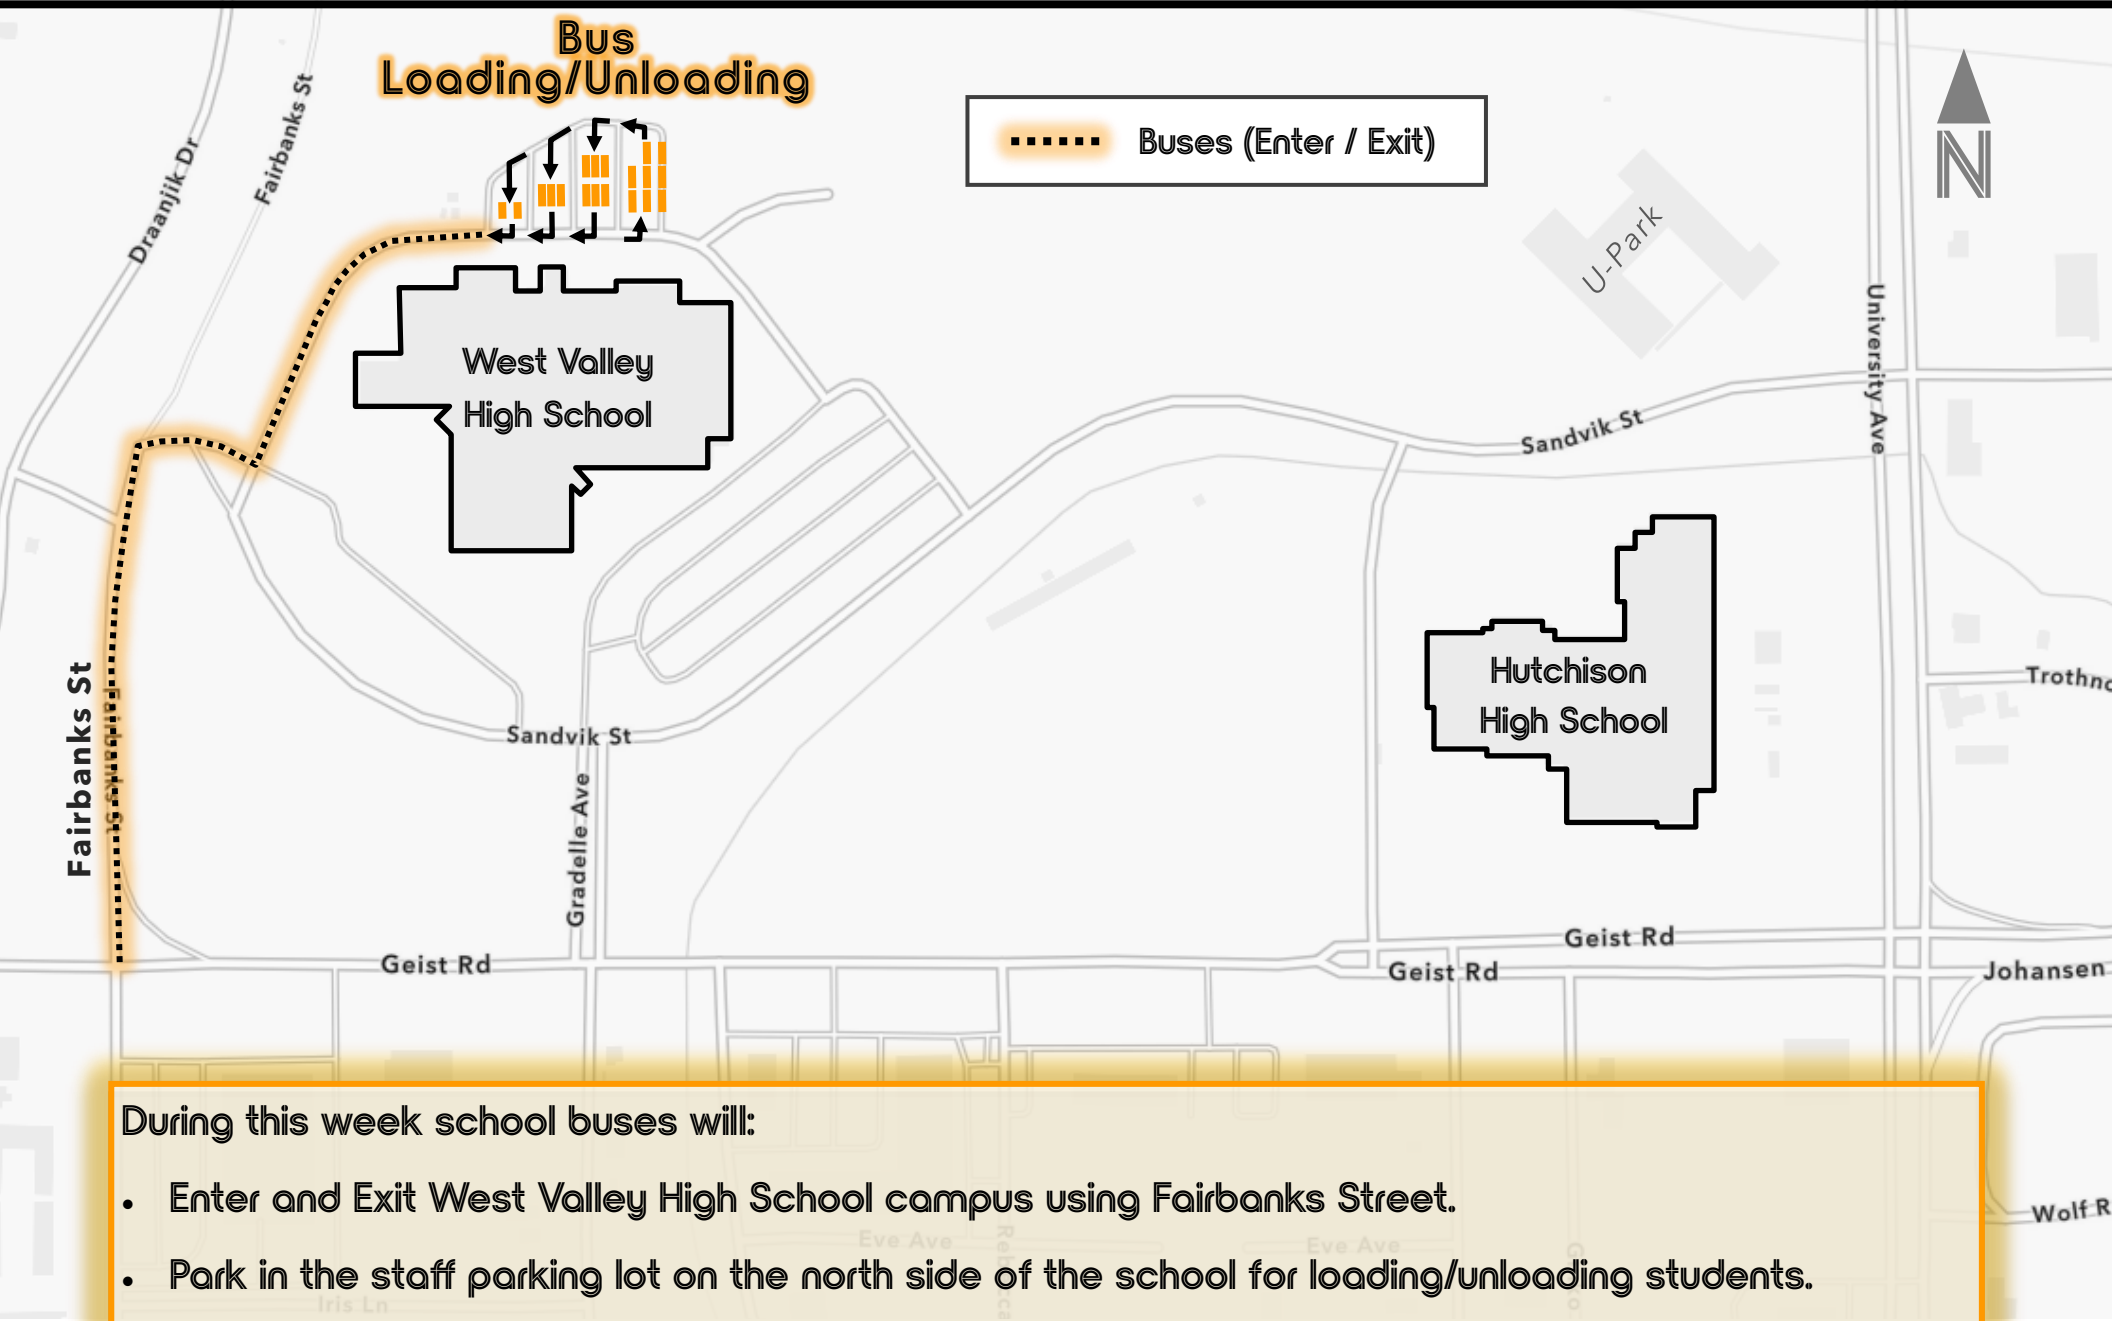 Bus
Loading/Unloading
Buses (Enter / Exit)
N
Draanjik Dr
Fairbanks St
U-Park
University Ave
West Valley
High School
Sandvik St
Hutchison
High School
Fairbanks St
Fairbanks St
Sandvik St
Gradelle Ave
Geist Rd
Geist Rd
Geist Rd
Johansen
Wolf R
During this week school buses will:
• Enter and Exit West Valley High School campus using Fairbanks Street.
Eve Ave
Eve Ave
• Park in the staff parking lot on the north side of the school for loading/unloading students.
Iris Ln